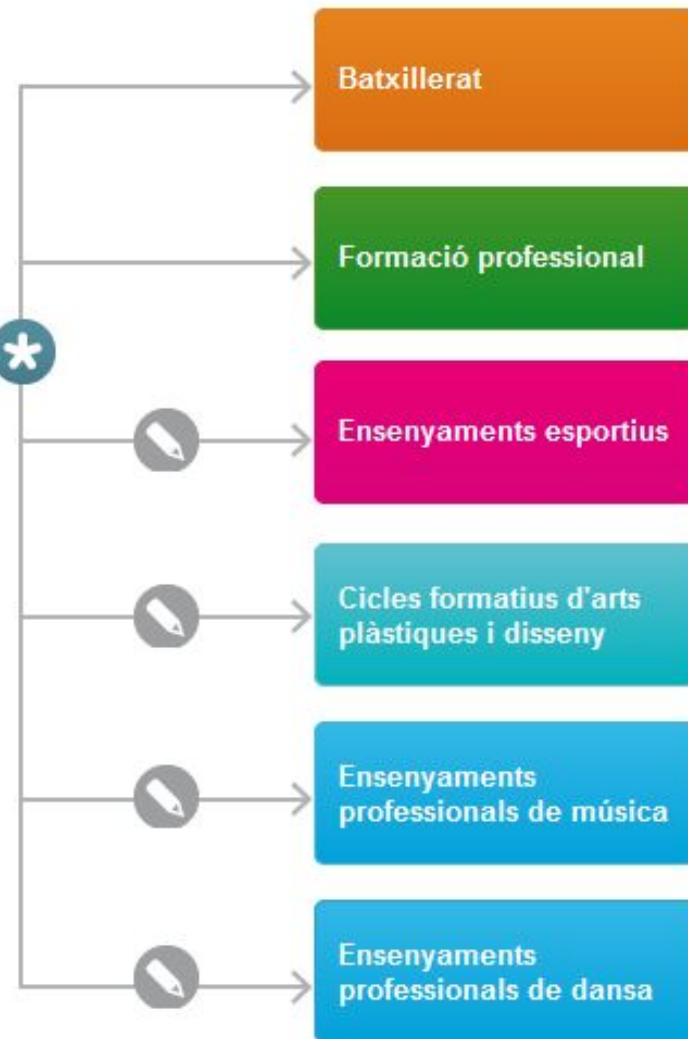 Batxillerat
Formació professional
Ensenyaments esportius
Cicles formatius d'arts
plàstiques i disseny
Ensenyaments
professionals de música
Ensenyaments
professionals de dansa